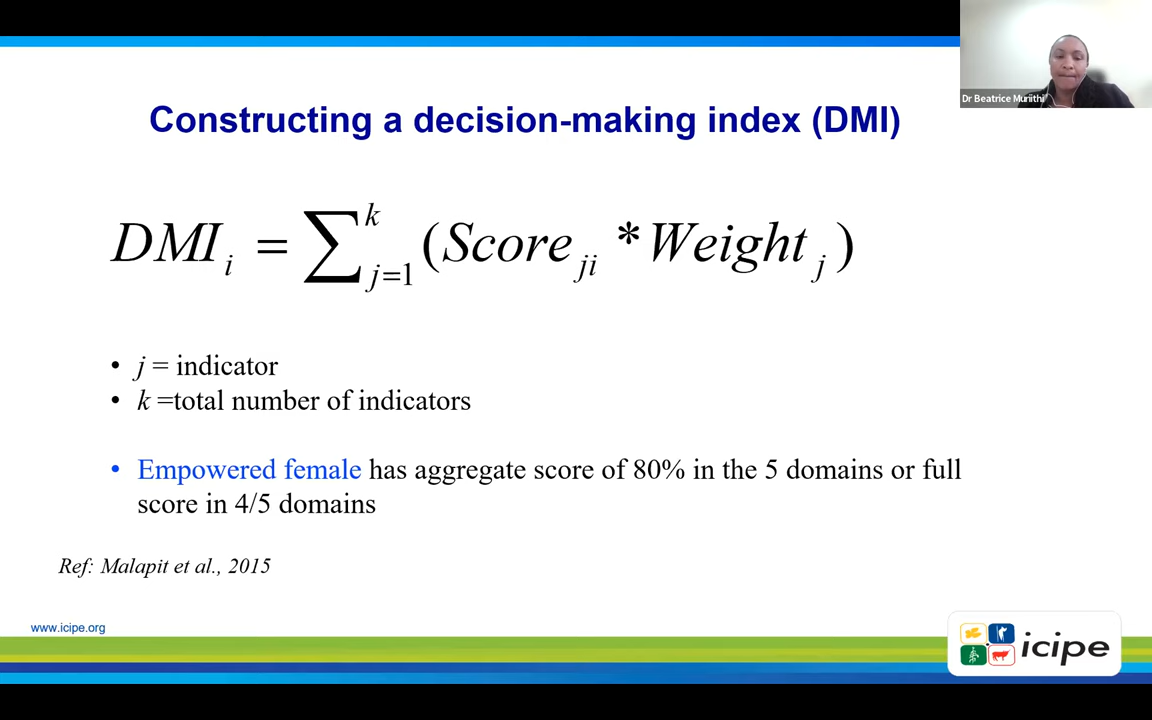 Dr Beatrice Muriithi
Constructing a decision-making index (DMI)
DMI i = ∑ k j=1 (Score ji * Weight j )
• j = indicator
• k =total number of indicators
• Empowered female has aggregate score of 80% in the 5 domains or full
score in 4/5 domains
Ref: Malapit et al., 2015
www.icipe.org
icipe